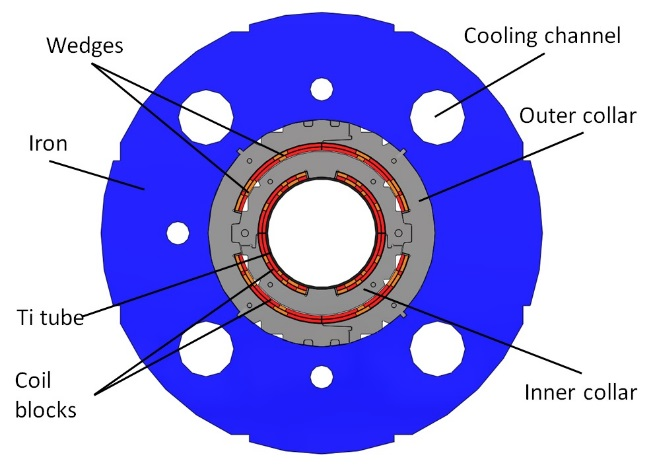 Wedges
Cooling channel
Outer collar
Iron
Ti tube
Coil
blocks
Inner collar